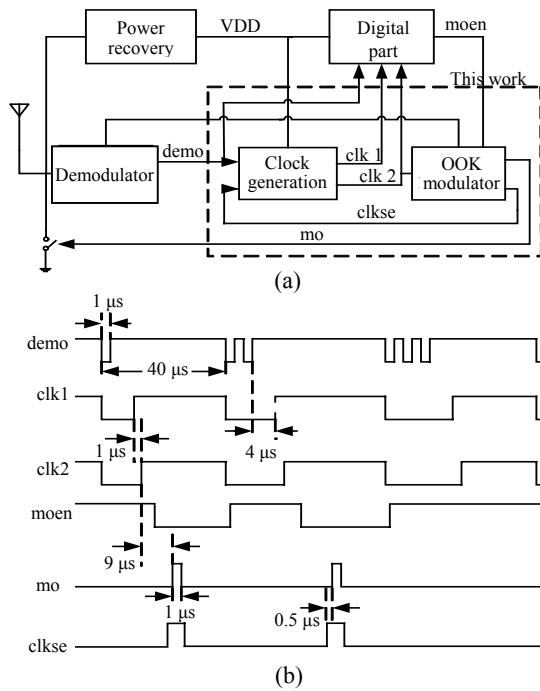 Power
recovery
VDD
Digital
part
moen
This work
demo
Demodulator
Clock
generation
clk 1
clk 2
OOK
modulator
clkse
mo
(a)
1 μs
demo
40 μs
clk1
1 μs
4 μs
clk2
moen
9 μs
mo
1 μs
0.5 μs
clkse
(b)